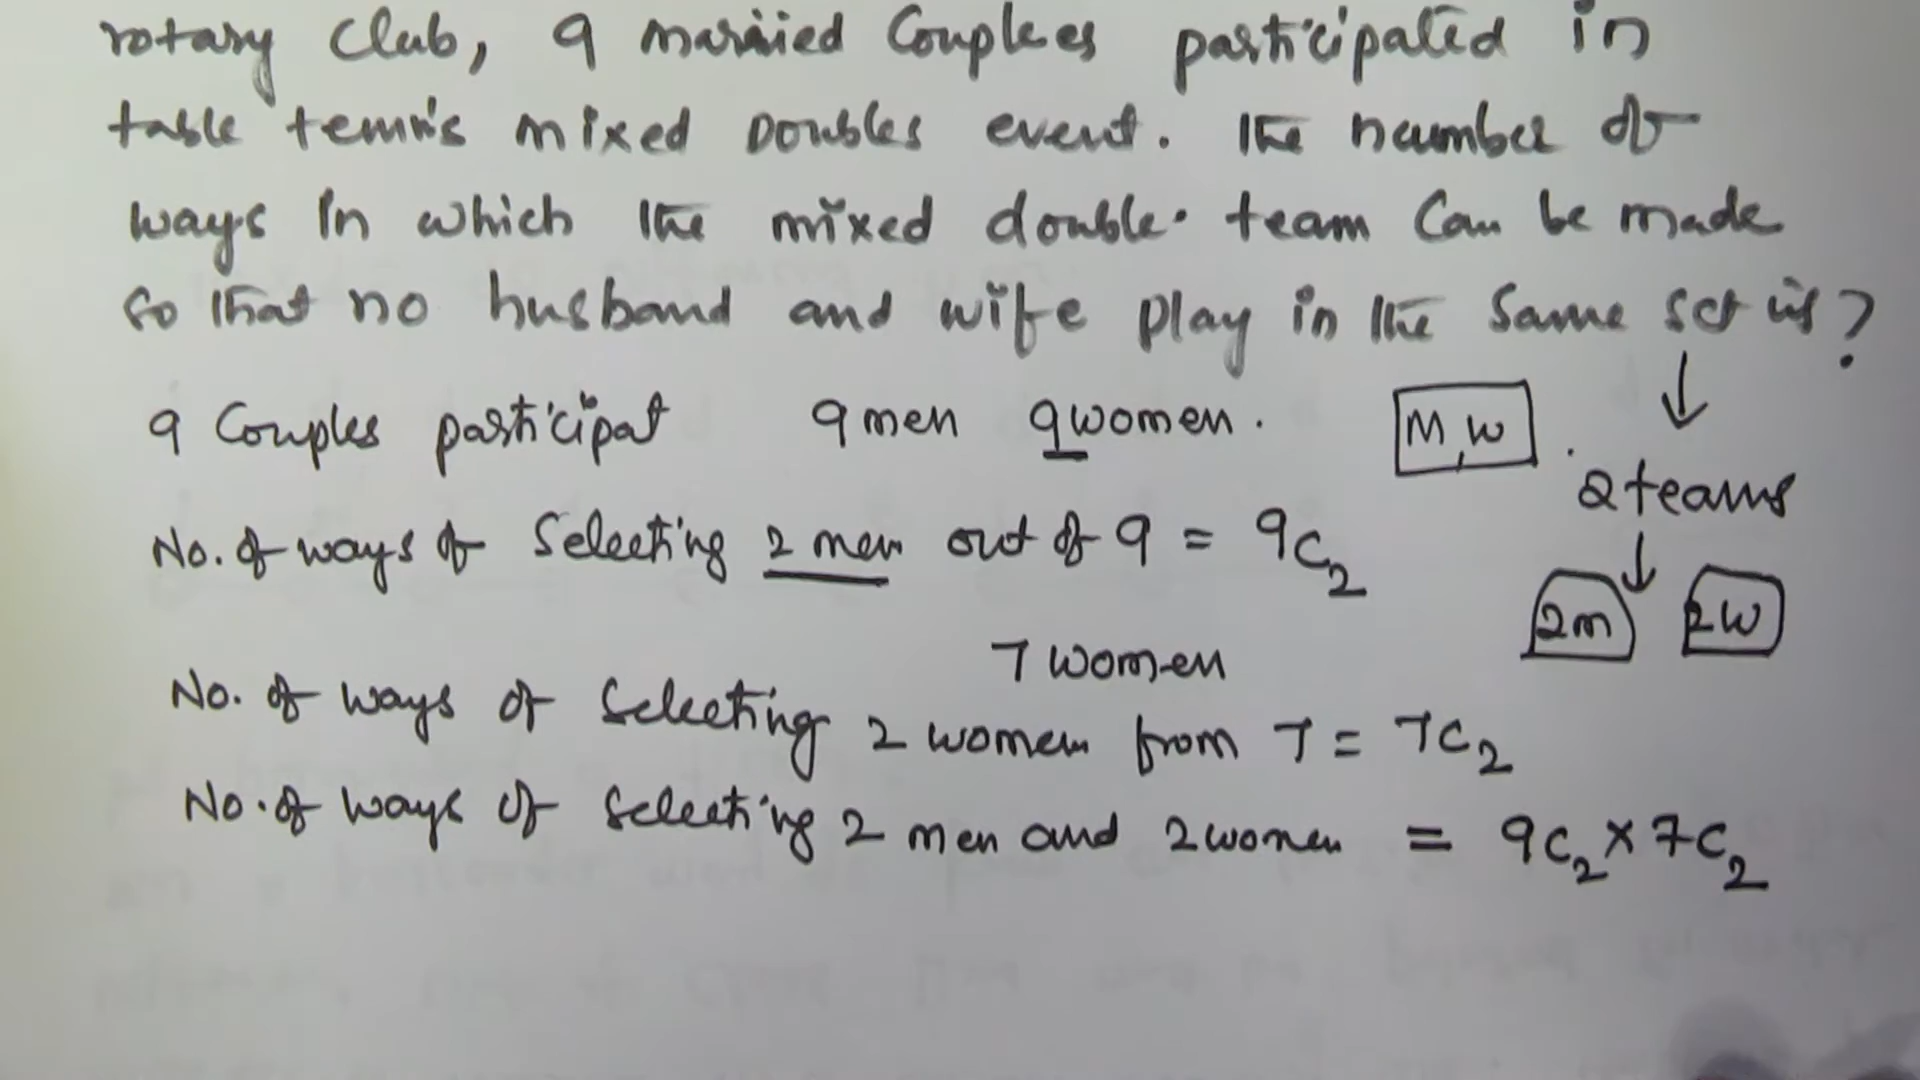 rotary Club, 9 married Couples participated in
table tennis mixed Doubles event. The number of
ways in which the mixed double team Can be made
so that no husband and wife play in the Same set is?
9 Couples participat 9 men 9 women. M, W
2 teams
No. of ways of Selecting 2 men out of 9 = 9C2
2m 2W
7 women
No. of ways of Selecting 2 women from 7 = 7C2
No. of ways of Selecting 2 men and 2 women = 9C2 × 7C2